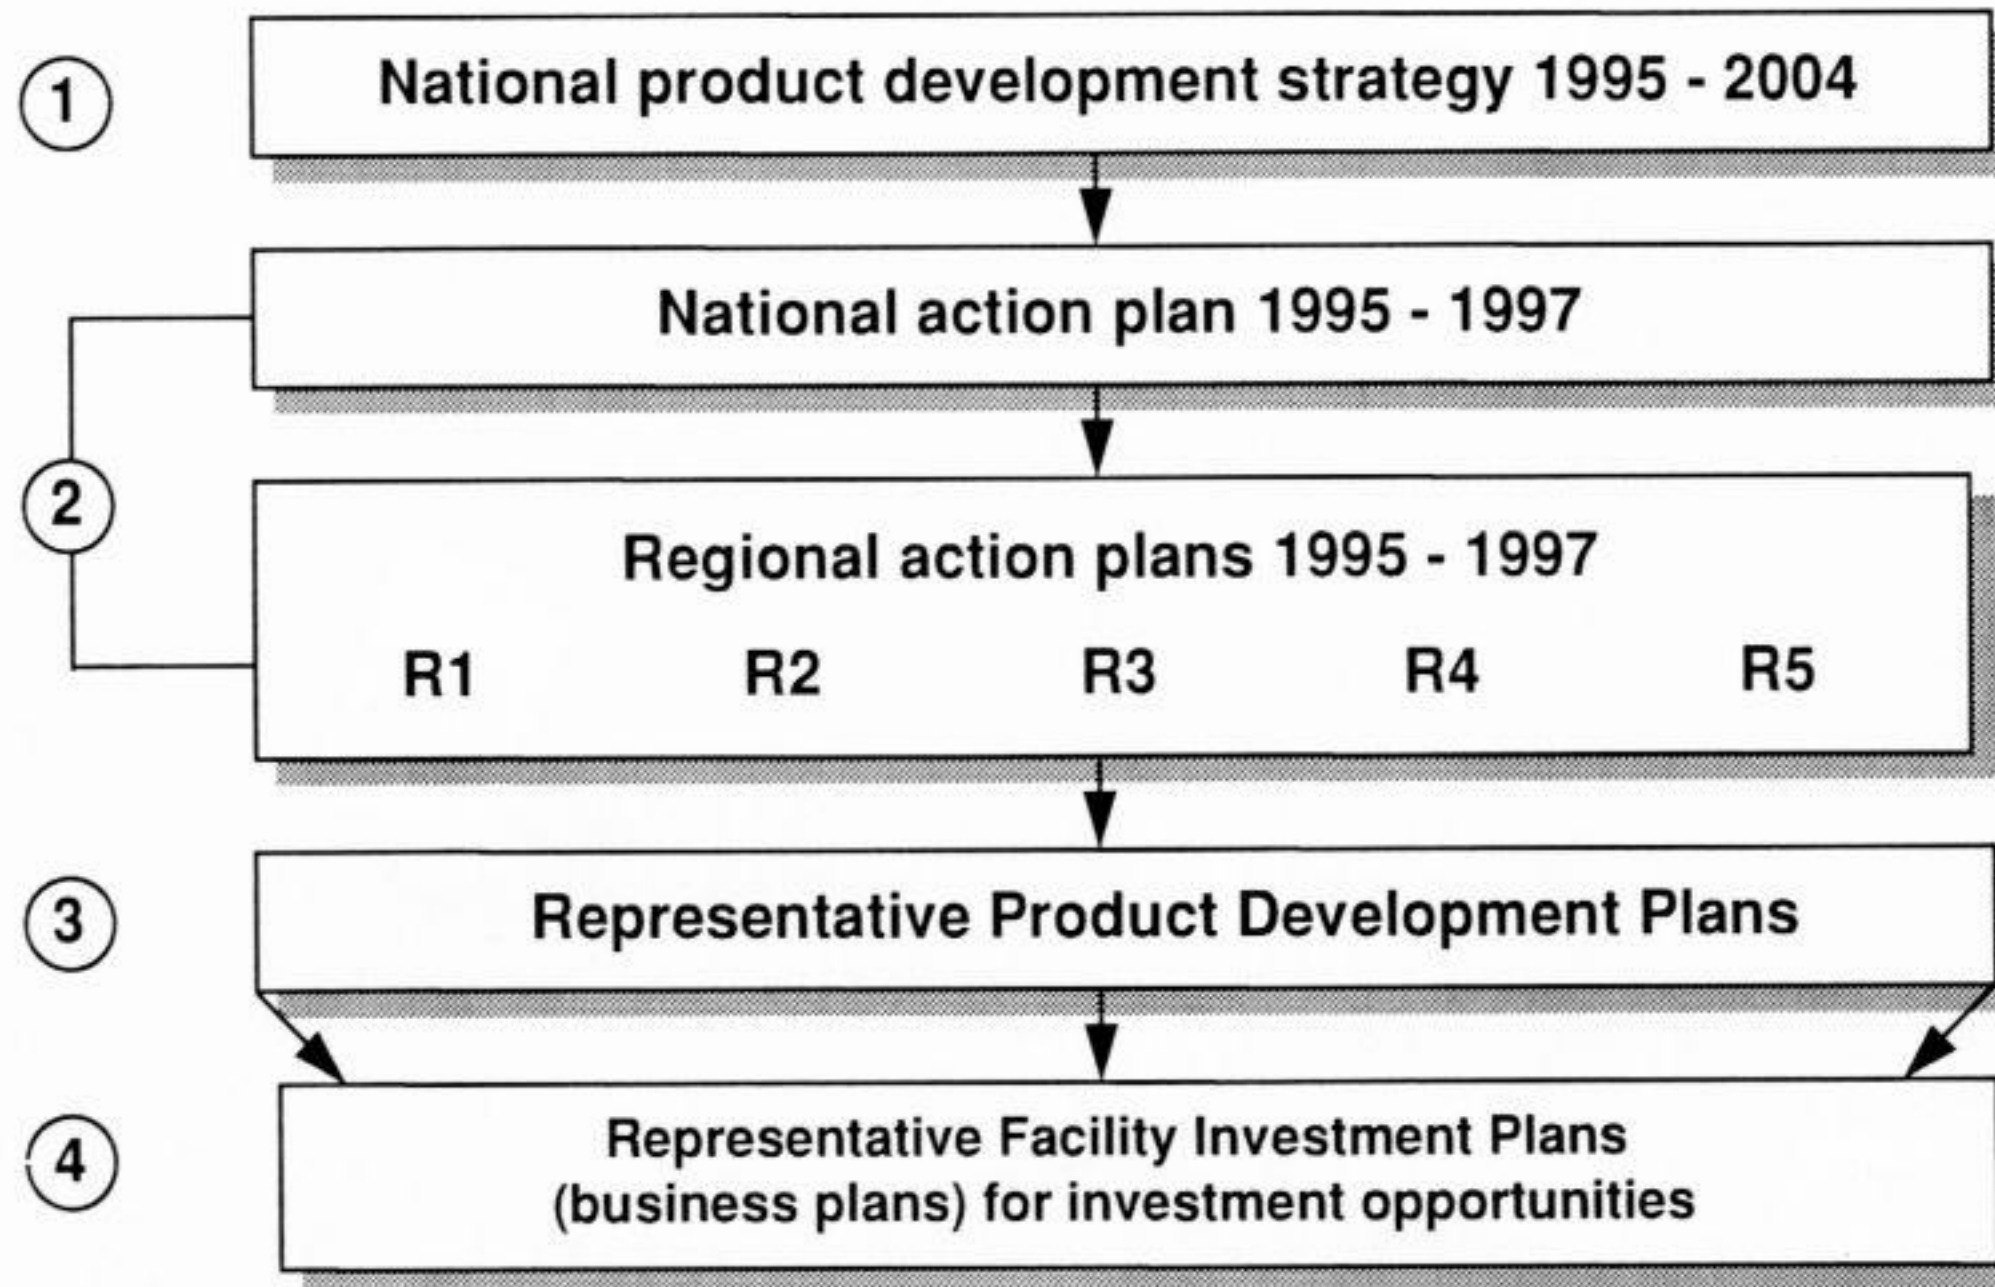 1
National product development strategy 1995 - 2004
National action plan 1995 - 1997
2
Regional action plans 1995 - 1997
R1 R2 R3 R4 R5
3
Representative Product Development Plans
4
Representative Facility Investment Plans
(business plans) for investment opportunities